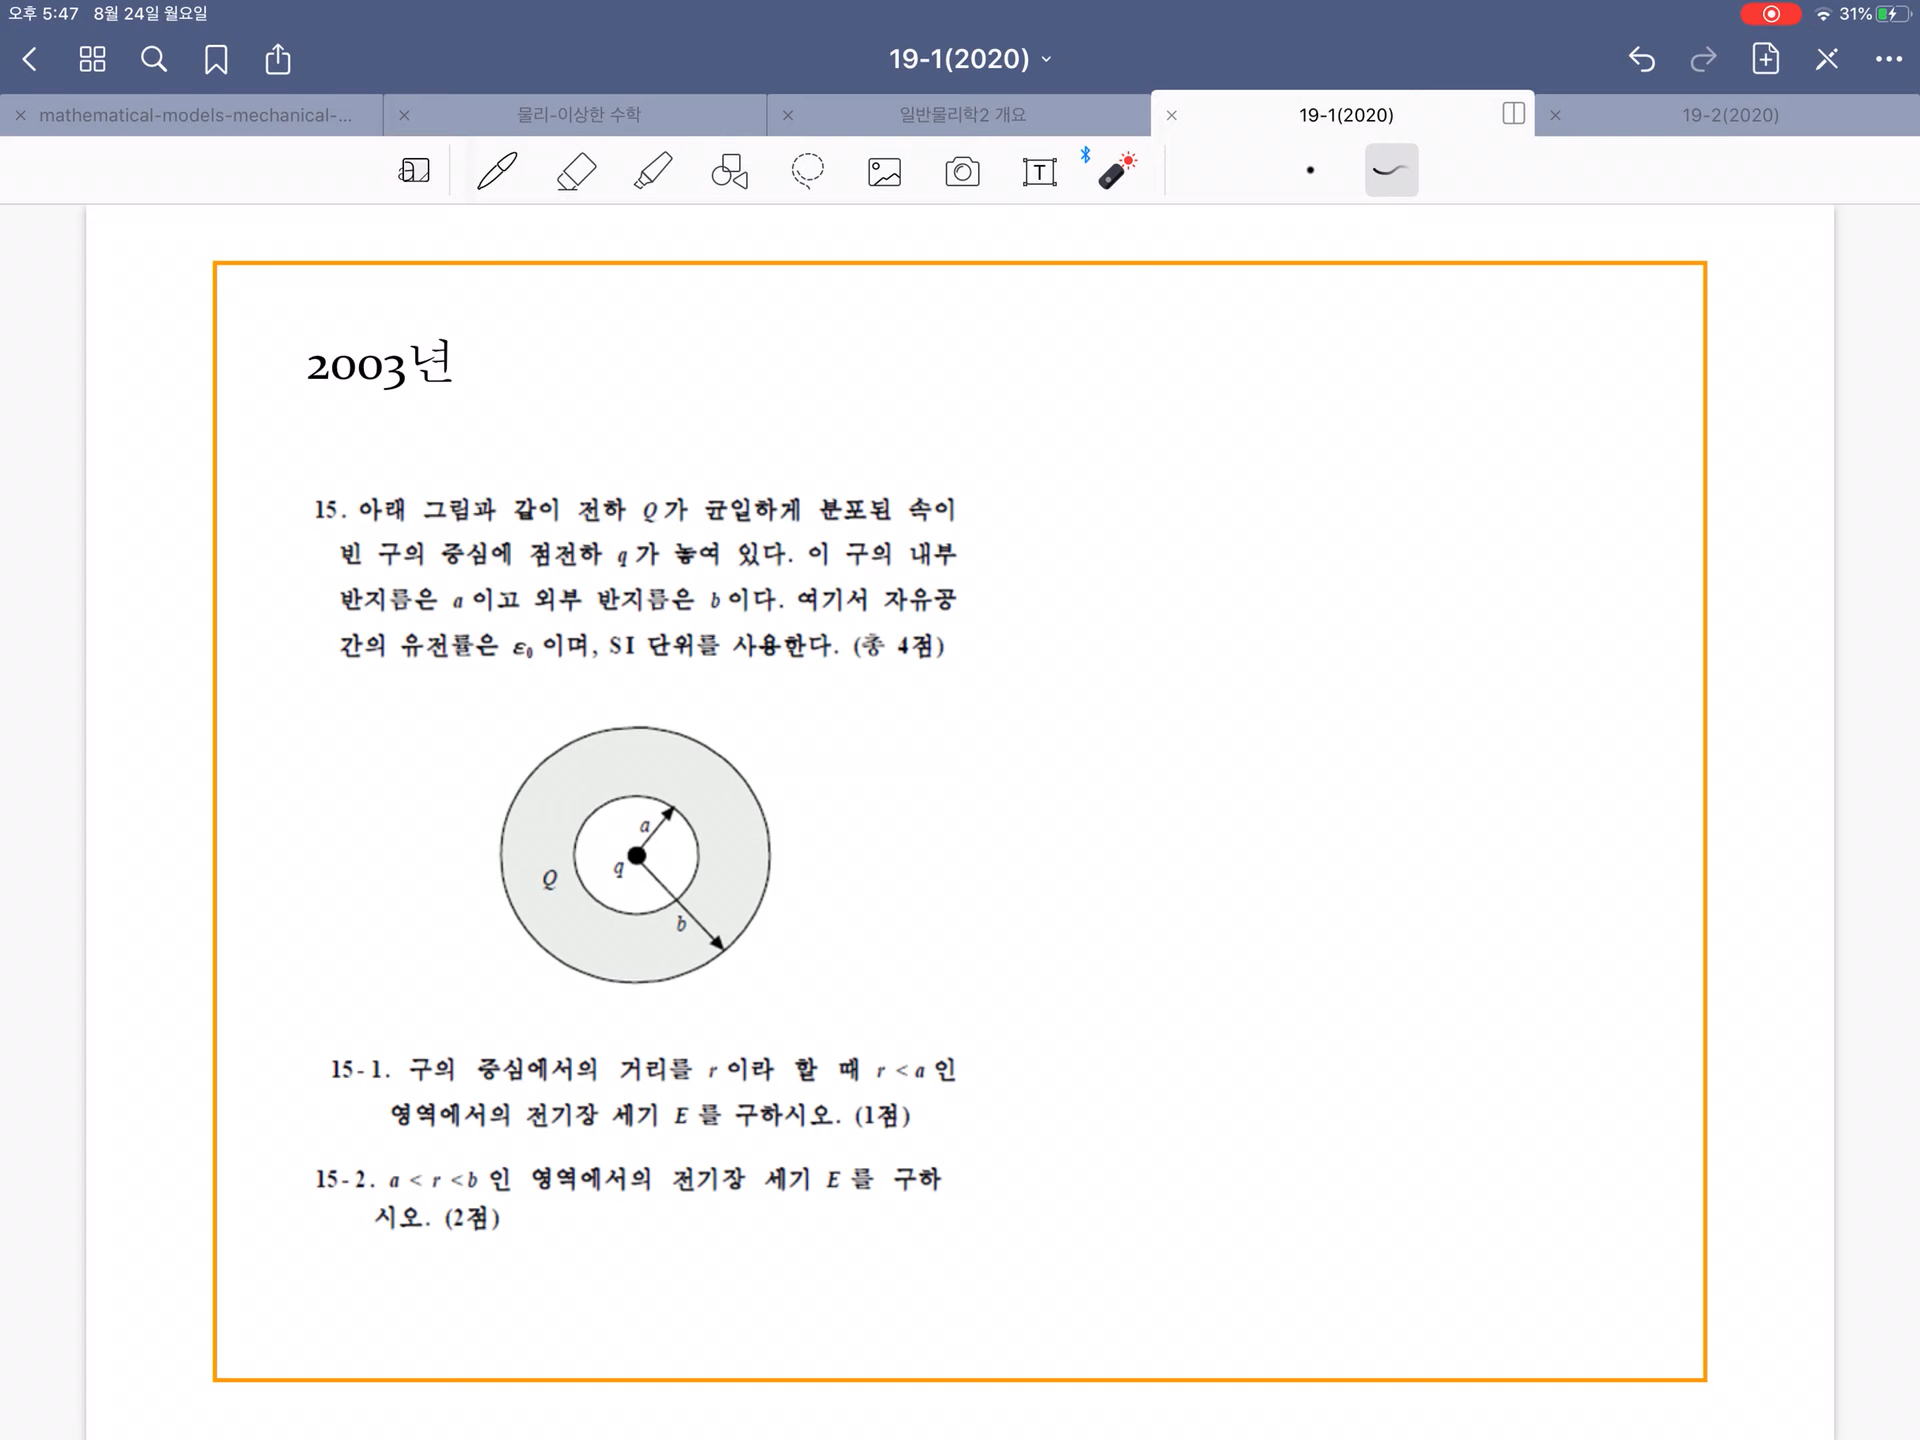 오후 5:47 8월 24일 월요일
31%
19-1(2020)
mathematical-models-mechanical-...
물리-이상한 수학
일반물리학2 개요
19-1(2020)
19-2(2020)
a
T
2003년
15. 아래 그림과 같이 전하 Q가 균일하게 분포된 속이
빈 구의 중심에 점전하 q가 놓여 있다. 이 구의 내부
반지름은 a이고 외부 반지름은 b이다. 여기서 자유공
간의 유전률은 ε₀이며, SI 단위를 사용한다. (총 4점)
a
q
Q
b
15-1. 구의 중심에서의 거리를 r이라 할 때 r < a인
영역에서의 전기장 세기 E를 구하시오. (1점)
15-2. a < r < b인 영역에서의 전기장 세기 E를 구하
시오. (2점)